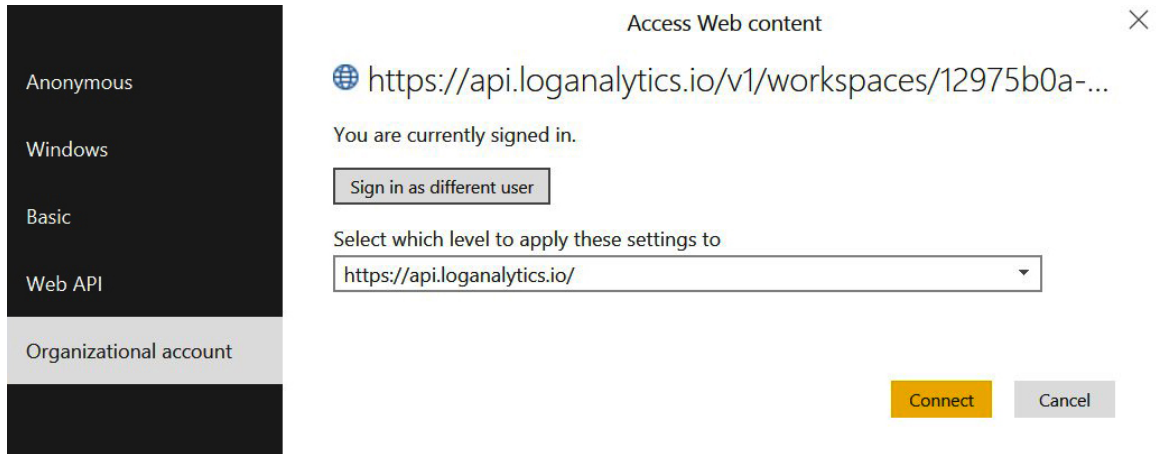 Access Web content
Anonymous
Windows
Basic
Web API
Organizational account
https://api.loganalytics.io/v1/workspaces/12975b0a-...
You are currently signed in.
Sign in as different user
Select which level to apply these settings to
https://api.loganalytics.io/
Connect
Cancel